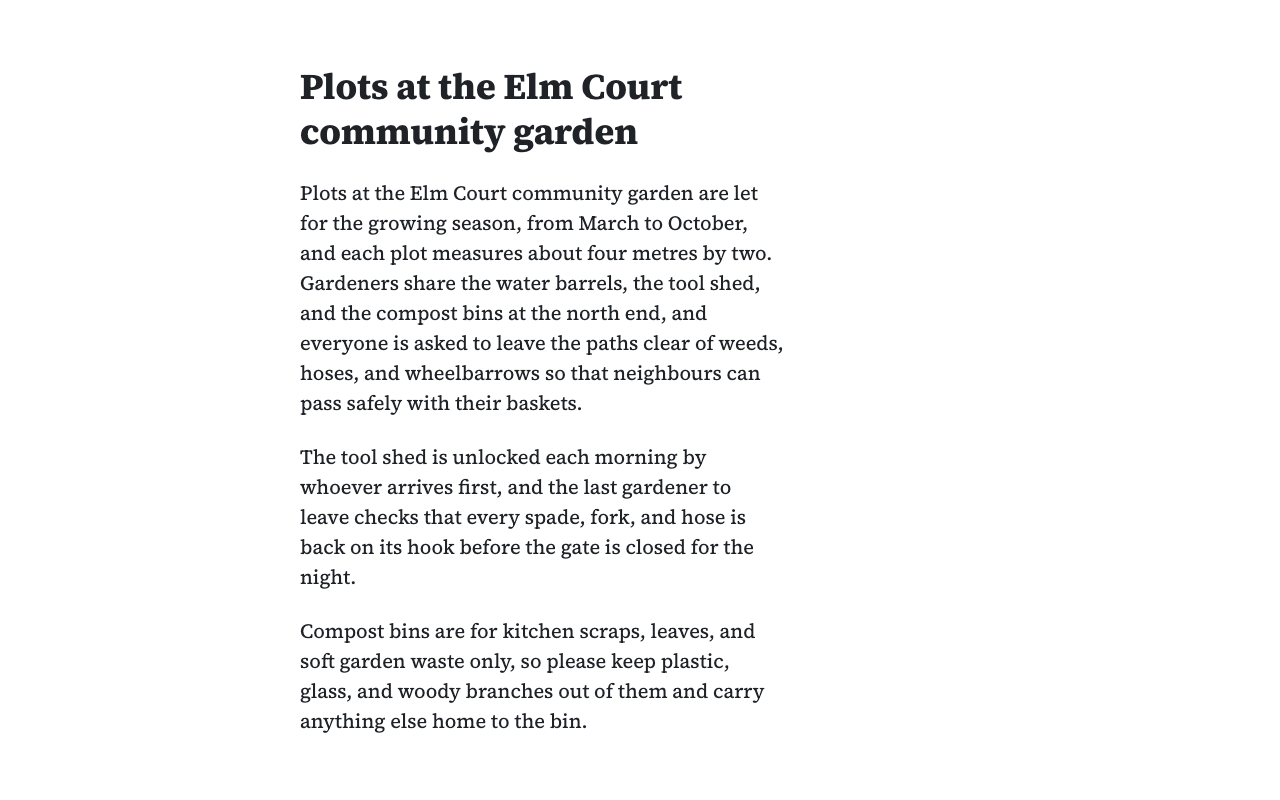 Plots at the Elm Court
community garden
Plots at the Elm Court community garden are let
for the growing season, from March to October,
and each plot measures about four metres by two.
Gardeners share the water barrels, the tool shed,
and the compost bins at the north end, and
everyone is asked to leave the paths clear of weeds,
hoses, and wheelbarrows so that neighbours can
pass safely with their baskets.
The tool shed is unlocked each morning by
whoever arrives first, and the last gardener to
leave checks that every spade, fork, and hose is
back on its hook before the gate is closed for the
night.
Compost bins are for kitchen scraps, leaves, and
soft garden waste only, so please keep plastic,
glass, and woody branches out of them and carry
anything else home to the bin.